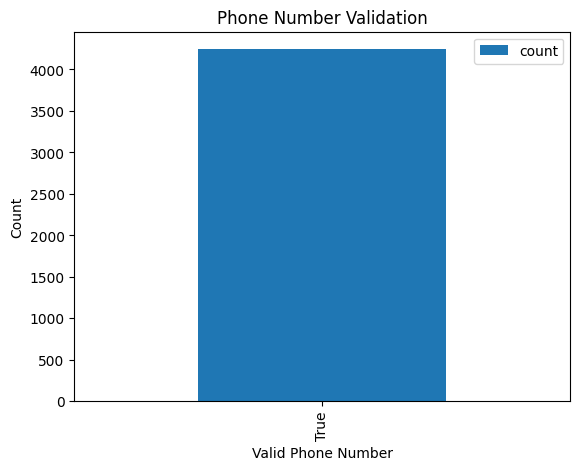 Phone Number Validation
count
Count
4000
3500
3000
2500
2000
1500
1000
500
0
True
Valid Phone Number